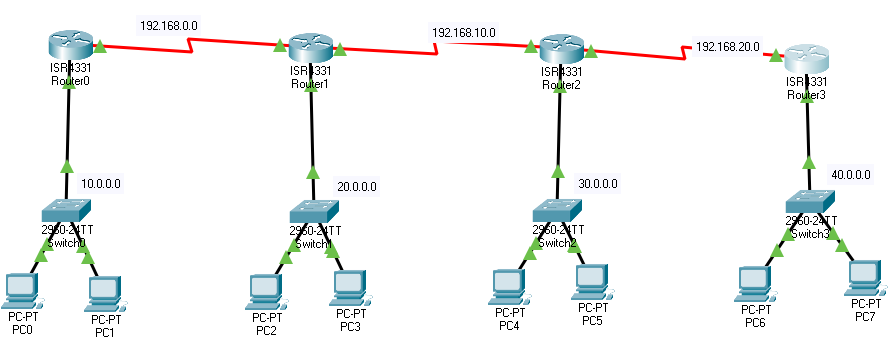 192.168.0.0
192.168.10.0
192.168.20.0
ISR4331
Router0
ISR4331
Router1
ISR4331
Router2
ISR4331
Router3
10.0.0.0
20.0.0.0
30.0.0.0
40.0.0.0
2960-24TT
Switch0
2960-24TT
Switch1
2960-24TT
Switch2
2960-24TT
Switch3
PC-PT
PC0
PC-PT
PC1
PC-PT
PC2
PC-PT
PC3
PC-PT
PC4
PC-PT
PC5
PC-PT
PC6
PC-PT
PC7